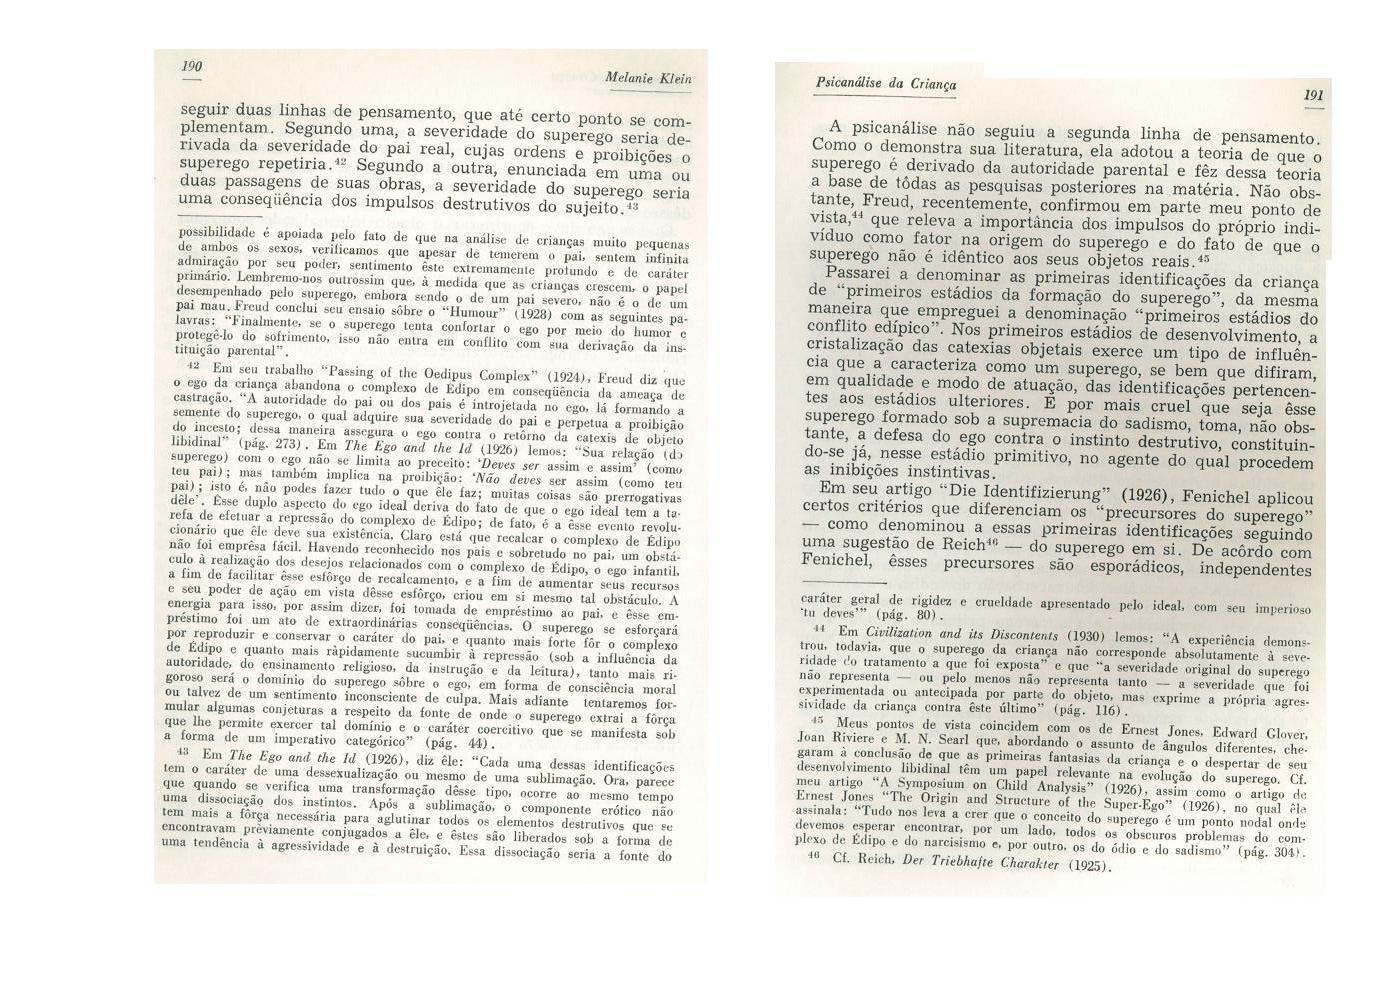 190
Melanie Klein
seguir duas linhas de pensamento, que até certo ponto se com-
plementam. Segundo uma, a severidade do superego seria de-
rivada da severidade do pai real, cujas ordens e proibições o
superego repetiria.⁴² Segundo a outra, enunciada em uma ou
duas passagens de suas obras, a severidade do superego seria
uma conseqüência dos impulsos destrutivos do sujeito.⁴³
possibilidade é apoiada pelo fato de que na análise de crianças muito pequenas
de ambos os sexos, verificamos que apesar de temerem o pai, sentem infinita
admiração por seu poder, sentimento êste extremamente profundo e de caráter
primário. Lembremo-nos outrossim que, à medida que as crianças crescem, o papel
desempenhado pelo superego, embora sendo o de um pai severo, não é o de um
pai mau. Freud conclui seu ensaio sôbre o "Humour" (1928) com as seguintes pa-
lavras: "Finalmente, se o superego tenta confortar o ego por meio do humor e
protegê-lo do sofrimento, isso não entra em conflito com sua derivação da ins-
tituição parental".
⁴² Em seu trabalho "Passing of the Oedipus Complex" (1924), Freud diz que
o ego da criança abandona o complexo de Édipo em conseqüência da ameaça de
castração. "A autoridade do pai ou dos pais é introjetada no ego, lá formando a
semente do superego, o qual adquire sua severidade do pai e perpetua a proibição
do incesto; dessa maneira assegura o ego contra o retôrno da catexis de objeto
libidinal" (pág. 273). Em The Ego and the Id (1926) lemos: "Sua relação (do
superego) com o ego não se limita ao preceito: 'Deves ser assim e assim' (como
teu pai); mas também implica na proibição: 'Não deves ser assim (como teu
pai); isto é, não podes fazer tudo o que êle faz; muitas coisas são prerrogativas
dêle'. Êsse duplo aspecto do ego ideal deriva do fato de que o ego ideal tem a ta-
refa de efetuar a repressão do complexo de Édipo; de fato, é a êsse evento revolu-
cionário que êle deve sua existência. Claro está que recalcar o complexo de Édipo
não foi emprêsa fácil. Havendo reconhecido nos pais e sobretudo no pai, um obstá-
culo à realização dos desejos relacionados com o complexo de Édipo, o ego infantil,
a fim de facilitar êsse esfôrço de recalcamento, e a fim de aumentar seus recursos
e seu poder de ação em vista dêsse esfôrço, criou em si mesmo tal obstáculo. A
energia para isso, por assim dizer, foi tomada de empréstimo ao pai, e êsse em-
préstimo foi um ato de extraordinárias conseqüências. O superego se esforçará
por reproduzir e conservar o caráter do pai, e quanto mais forte fôr o complexo
de Édipo e quanto mais ràpidamente sucumbir à repressão (sob a influência da
autoridade, do ensinamento religioso, da instrução e da leitura), tanto mais ri-
goroso será o domínio do superego sôbre o ego, em forma de consciência moral
ou talvez de um sentimento inconsciente de culpa. Mais adiante tentaremos for-
mular algumas conjeturas a respeito da fonte de onde o superego extrai a fôrça
que lhe permite exercer tal domínio e o caráter coercitivo que se manifesta sob
a forma de um imperativo categórico" (pág. 44).
⁴³ Em The Ego and the Id (1926), diz êle: "Cada uma dessas identificações
tem o caráter de uma dessexualização ou mesmo de uma sublimação. Ora, parece
que quando se verifica uma transformação dêsse tipo, ocorre ao mesmo tempo
uma dissociação dos instintos. Após a sublimação, o componente erótico não
tem mais a fôrça necessária para aglutinar todos os elementos destrutivos que se
encontravam prèviamente conjugados a êle, e êstes são liberados sob a forma de
uma tendência à agressividade e à destruição. Essa dissociação seria a fonte do
Psicanálise da Criança
191
A psicanálise não seguiu a segunda linha de pensamento.
Como o demonstra sua literatura, ela adotou a teoria de que o
superego é derivado da autoridade parental e fêz dessa teoria
a base de tôdas as pesquisas posteriores na matéria. Não obs-
tante, Freud, recentemente, confirmou em parte meu ponto de
vista,⁴⁴ que releva a importância dos impulsos do próprio indi-
víduo como fator na origem do superego e do fato de que o
superego não é idêntico aos seus objetos reais.⁴⁵
Passarei a denominar as primeiras identificações da criança
de "primeiros estádios da formação do superego", da mesma
maneira que empreguei a denominação "primeiros estádios do
conflito edípico". Nos primeiros estádios de desenvolvimento, a
cristalização das catexias objetais exerce um tipo de influên-
cia que a caracteriza como um superego, se bem que difiram,
em qualidade e modo de atuação, das identificações pertencen-
tes aos estádios ulteriores. E por mais cruel que seja êsse
superego formado sob a supremacia do sadismo, toma, não obs-
tante, a defesa do ego contra o instinto destrutivo, constituin-
do-se já, nesse estádio primitivo, no agente do qual procedem
as inibições instintivas.
Em seu artigo "Die Identifizierung" (1926), Fenichel aplicou
certos critérios que diferenciam os "precursores do superego"
— como denominou a essas primeiras identificações seguindo
uma sugestão de Reich⁴⁶ — do superego em si. De acôrdo com
Fenichel, êsses precursores são esporádicos, independentes
caráter geral de rigidez e crueldade apresentado pelo ideal, com seu imperioso
'tu deves'" (pág. 80).
⁴⁴ Em Civilization and its Discontents (1930) lemos: "A experiência demons-
trou, todavia, que o superego da criança não corresponde absolutamente à seve-
ridade do tratamento a que foi exposta" e que "a severidade original do superego
não representa — ou pelo menos não representa tanto — a severidade que foi
experimentada ou antecipada por parte do objeto, mas exprime a própria agres-
sividade da criança contra êste último" (pág. 116).
⁴⁵ Meus pontos de vista coincidem com os de Ernest Jones, Edward Glover,
Joan Riviere e M. N. Searl que, abordando o assunto de ângulos diferentes, che-
garam à conclusão de que as primeiras fantasias da criança e o despertar de seu
desenvolvimento libidinal têm um papel relevante na evolução do superego. Cf.
meu artigo "A Symposium on Child Analysis" (1926), assim como o artigo de
Ernest Jones "The Origin and Structure of the Super-Ego" (1926), no qual êle
assinala: "Tudo nos leva a crer que o conceito do superego é um ponto nodal onde
devemos esperar encontrar, por um lado, todos os obscuros problemas do com-
plexo de Édipo e do narcisismo e, por outro, os do ódio e do sadismo" (pág. 304).
⁴⁶ Cf. Reich, Der Triebhafte Charakter (1925).